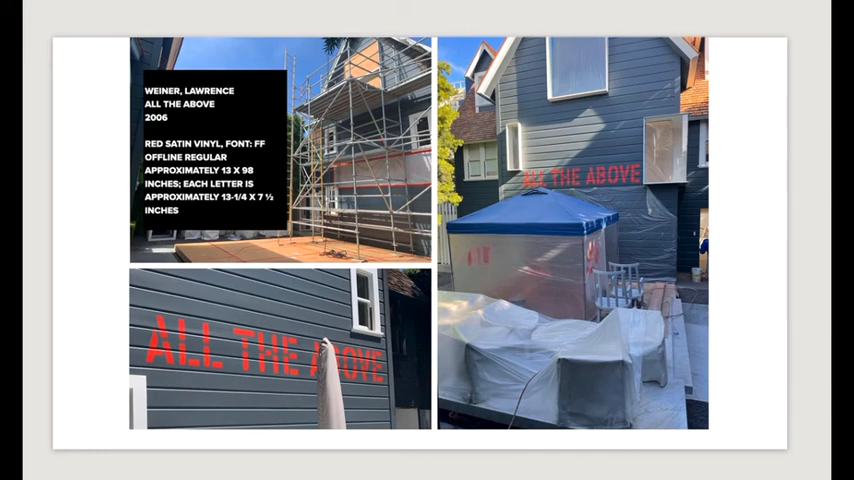 WEINER, LAWRENCE
ALL THE ABOVE
2006
RED SATIN VINYL, FONT: FF
OFFLINE REGULAR
APPROXIMATELY 13 X 98
INCHES; EACH LETTER IS
APPROXIMATELY 13-1/4 X 7 ½
INCHES
ALL THE ABOVE
ALL THE ABOVE